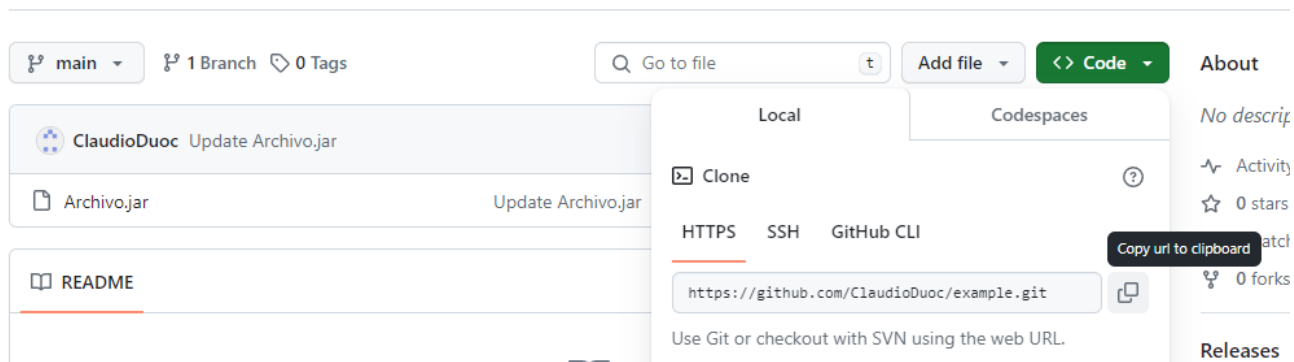 main
1 Branch
0 Tags
Go to file
t
Add file
Code
About
Local
Codespaces
No descrip
ClaudioDuoc Update Archivo.jar
Clone
Activity
Archivo.jar
Update Archivo.jar
0 stars
HTTPS
SSH
GitHub CLI
Copy url to clipboard
atch
README
https://github.com/ClaudioDuoc/example.git
0 forks
Use Git or checkout with SVN using the web URL.
Releases